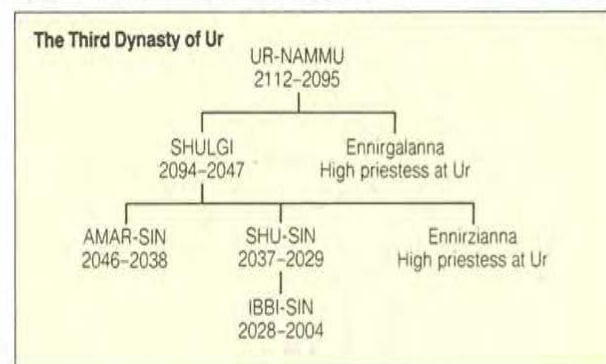 The Third Dynasty of Ur
UR-NAMMU
2112–2095
SHULGI
2094–2047
Ennirgalanna
High priestess at Ur
AMAR-SIN
2046–2038
SHU-SIN
2037–2029
Ennirzianna
High priestess at Ur
IBBI-SIN
2028–2004